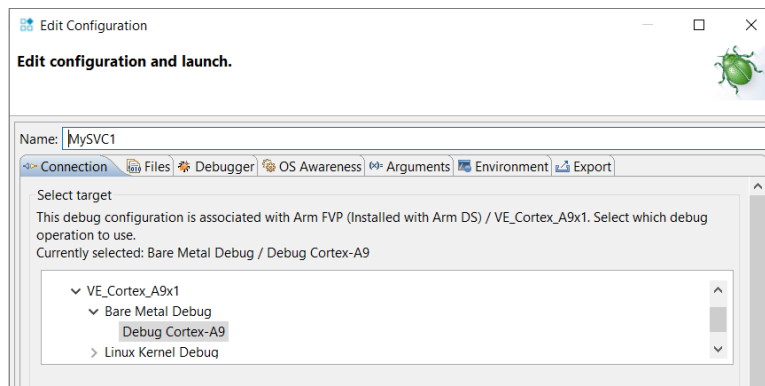 Edit Configuration
Edit configuration and launch.
Name: MySVC1
Connection Files Debugger OS Awareness Arguments Environment Export
Select target
This debug configuration is associated with Arm FVP (Installed with Arm DS) / VE_Cortex_A9x1. Select which debug
operation to use.
Currently selected: Bare Metal Debug / Debug Cortex-A9
VE_Cortex_A9x1
Bare Metal Debug
Debug Cortex-A9
Linux Kernel Debug